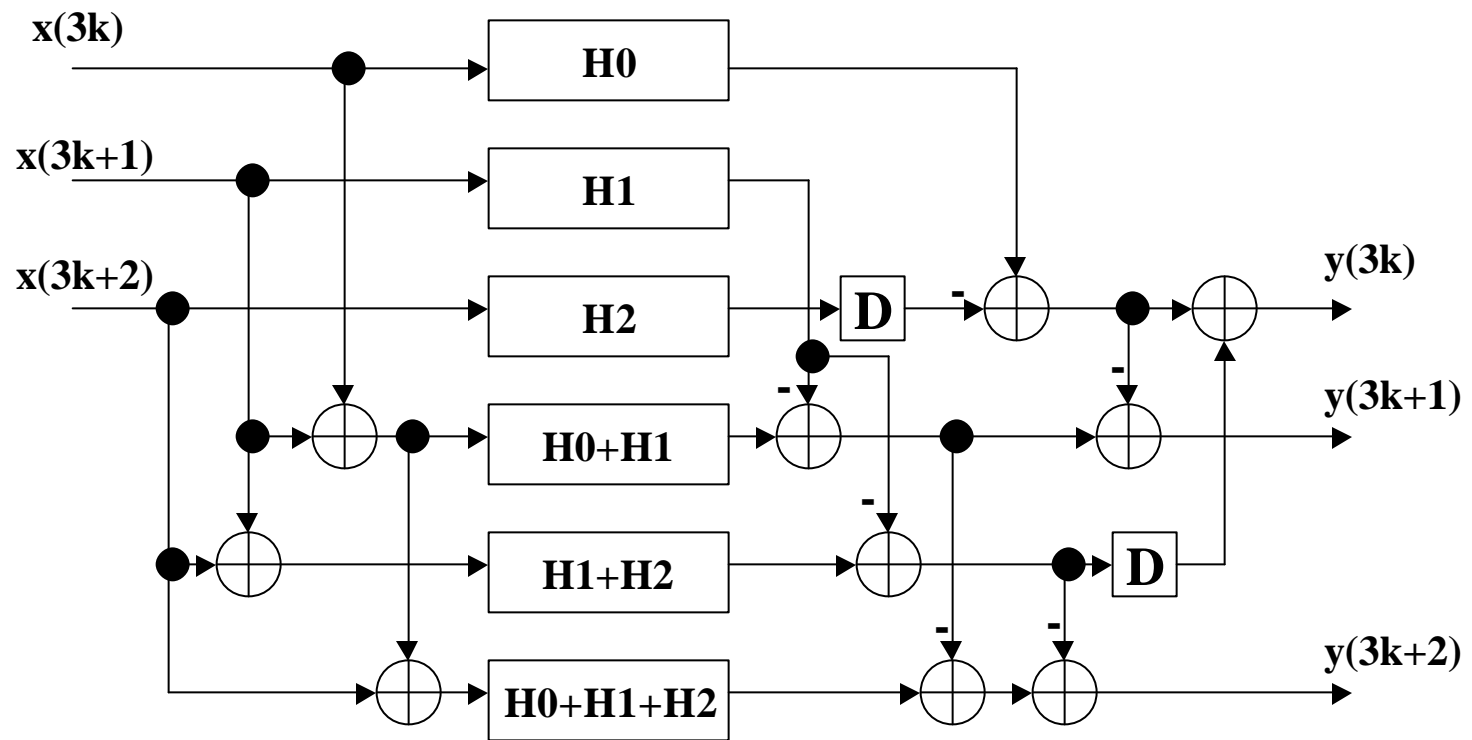 x(3k)
H0
x(3k+1)
H1
x(3k+2)
H2
D
-
y(3k)
-
-
H0+H1
y(3k+1)
-
H1+H2
D
-
-
H0+H1+H2
y(3k+2)